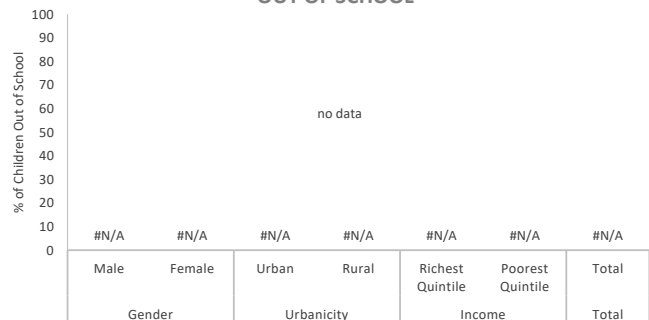 OUT OF SCHOOL
% of Children Out of School
100
90
80
70
60
50
40
30
20
10
0
no data
#N/A #N/A #N/A #N/A #N/A #N/A #N/A
Male Female Urban Rural Richest Quintile Poorest Quintile Total
Gender Urbanicity Income Total